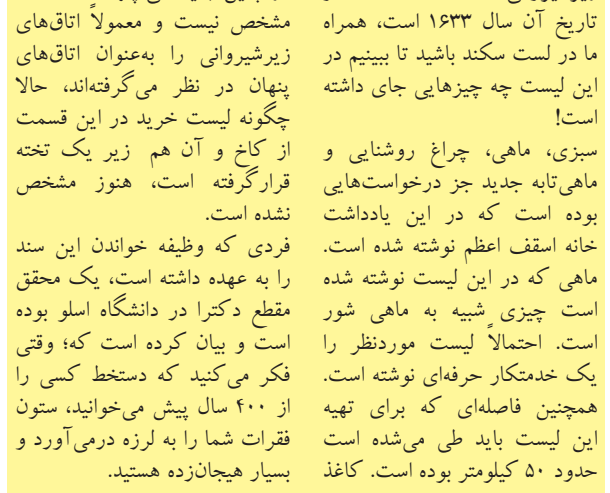 تاریخ آن سال ۱۶۳۳ است، همراه
ما در لست سکند باشید تا ببینیم در
این لیست چه چیزهایی جای داشته
است!
سبزی، ماهی، چراغ روشنایی و
ماهی‌تابه جدید جز درخواست‌هایی
بوده است که در این یادداشت
خانه اسقف اعظم نوشته شده است.
ماهی که در این لیست نوشته شده
است چیزی شبیه به ماهی شور
است. احتمالاً لیست موردنظر را
یک خدمتکار حرفه‌ای نوشته است.
همچنین فاصله‌ای که برای تهیه
این لیست باید طی می‌شده است
حدود ۵۰ کیلومتر بوده است. کاغذ
مشخص نیست و معمولاً اتاق‌های
زیرشیروانی را به‌عنوان اتاق‌های
پنهان در نظر می‌گرفته‌اند، حالا
چگونه لیست خرید در این قسمت
از کاخ و آن هم زیر یک تخته
قرارگرفته است، هنوز مشخص
نشده است.
فردی که وظیفه خواندن این سند
را به عهده داشته است، یک محقق
مقطع دکترا در دانشگاه اسلو بوده
است و بیان کرده است که؛ وقتی
فکر می‌کنید که دستخط کسی را
از ۴۰۰ سال پیش می‌خوانید، ستون
فقرات شما را به لرزه درمی‌آورد و
بسیار هیجان‌زده هستید.